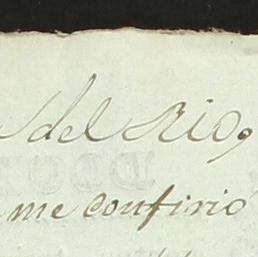 del Rio,
me confirió